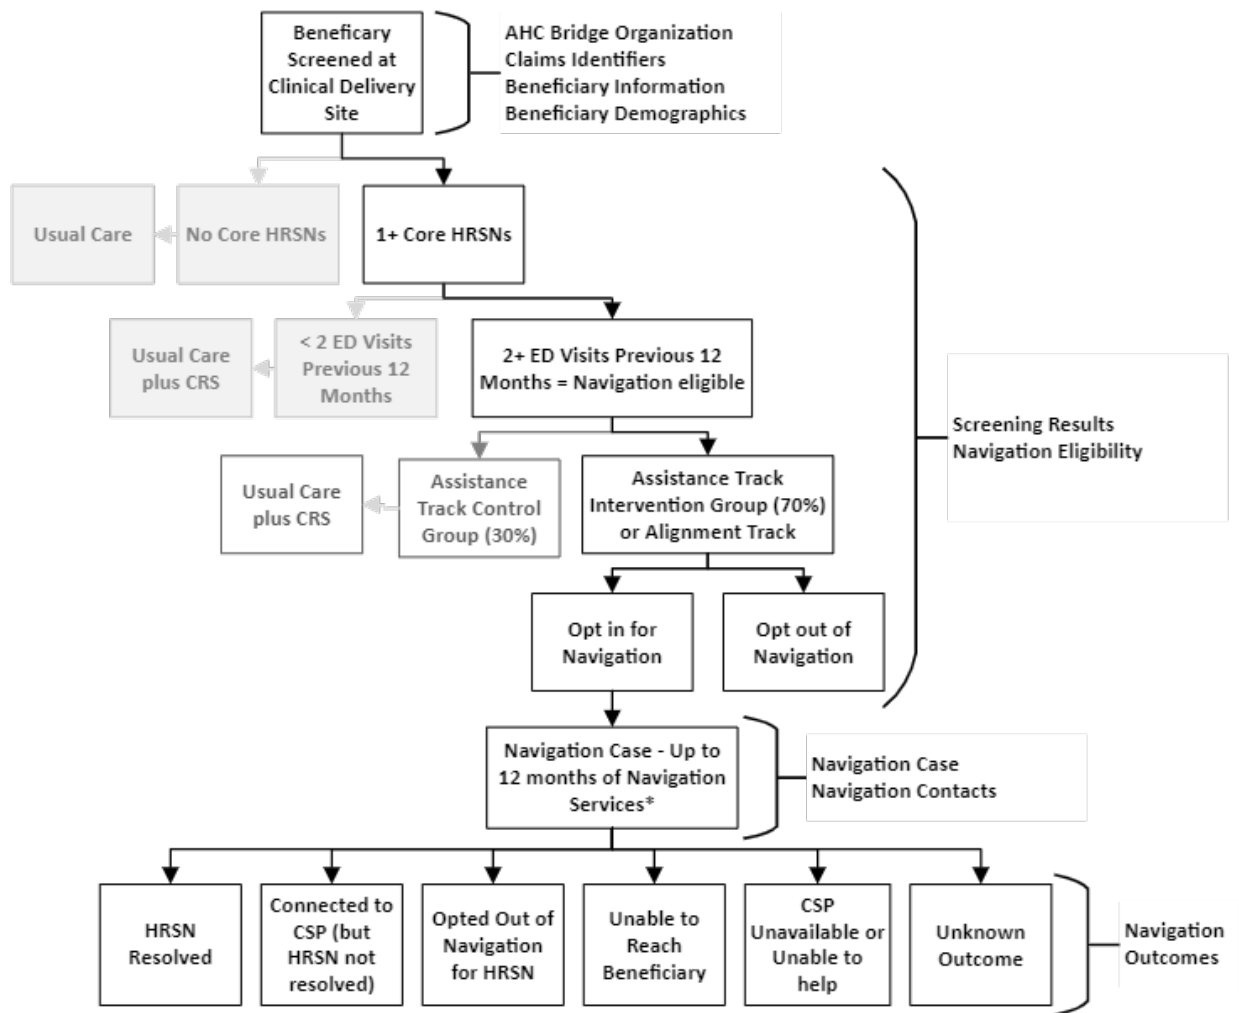 Beneficary
Screened at
Clinical Delivery
Site
AHC Bridge Organization
Claims Identifiers
Beneficiary Information
Beneficiary Demographics
Usual Care
No Core HRSNs
1+ Core HRSNs
Usual Care
plus CRS
< 2 ED Visits
Previous 12
Months
2+ ED Visits Previous 12
Months = Navigation eligible
Screening Results
Navigation Eligibility
Usual Care
plus CRS
Assistance
Track Control
Group (30%)
Assistance Track
Intervention Group (70%)
or Alignment Track
Opt in for
Navigation
Opt out of
Navigation
Navigation Case - Up to
12 months of Navigation
Services*
Navigation Case
Navigation Contacts
HRSN
Resolved
Connected to
CSP (but
HRSN not
resolved)
Opted Out of
Navigation
for HRSN
Unable to
Reach
Beneficiary
CSP
Unavailable or
Unable to
help
Unknown
Outcome
Navigation
Outcomes